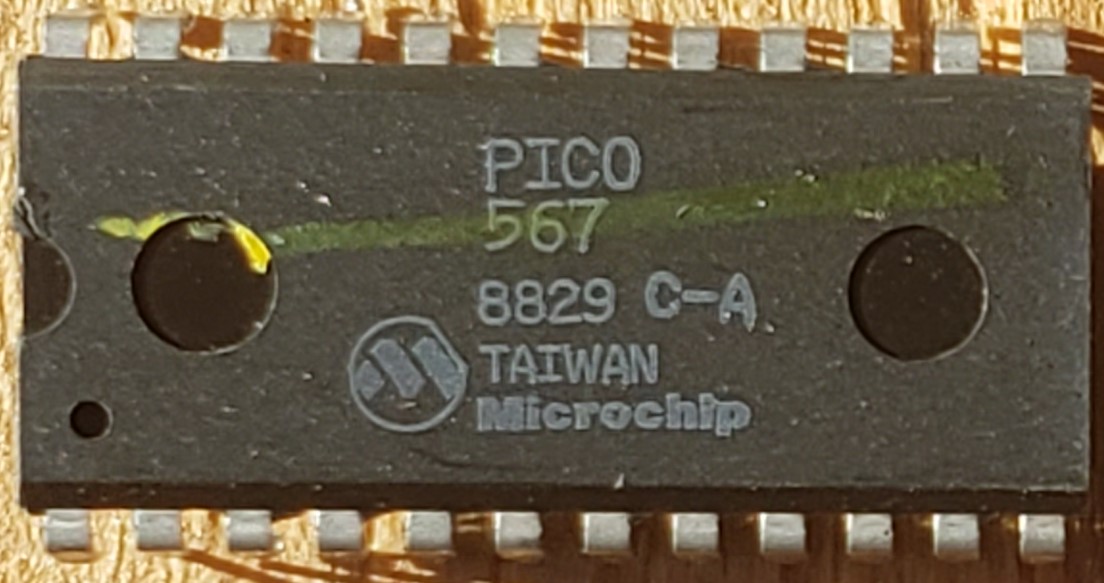 PICO
567
8829 C-A
TAIWAN
Microchip